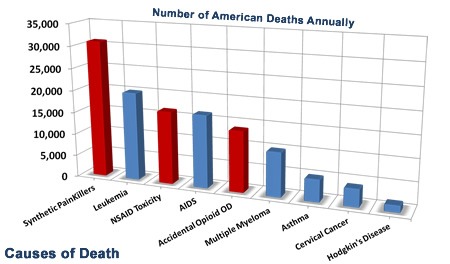 Number of American Deaths Annually
35,000
30,000
25,000
20,000
15,000
10,000
5,000
0
Synthetic PainKillers
Leukemia
NSAID Toxicity
AIDS
Accidental Opioid OD
Multiple Myeloma
Asthma
Cervical Cancer
Hodgkin's Disease
Causes of Death